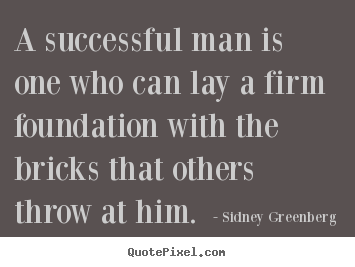 A successful man is
one who can lay a firm
foundation with the
bricks that others
throw at him. - Sidney Greenberg
QuotePixel.com